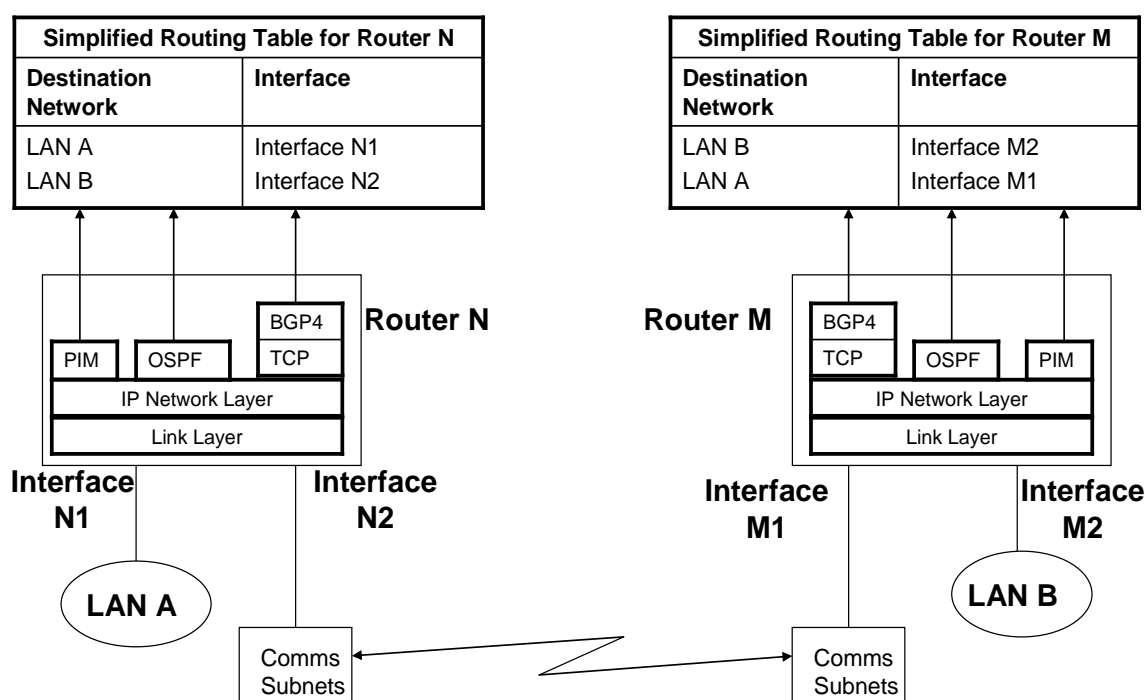 Simplified Routing Table for Router N
Destination Network
Interface
LAN A
Interface N1
LAN B
Interface N2
Simplified Routing Table for Router M
Destination Network
Interface
LAN B
Interface M2
LAN A
Interface M1
BGP4
TCP
PIM
OSPF
IP Network Layer
Link Layer
Router N
Router M
BGP4
TCP
OSPF
PIM
IP Network Layer
Link Layer
Interface
N1
Interface
N2
Interface
M1
Interface
M2
LAN A
LAN B
Comms
Subnets
Comms
Subnets